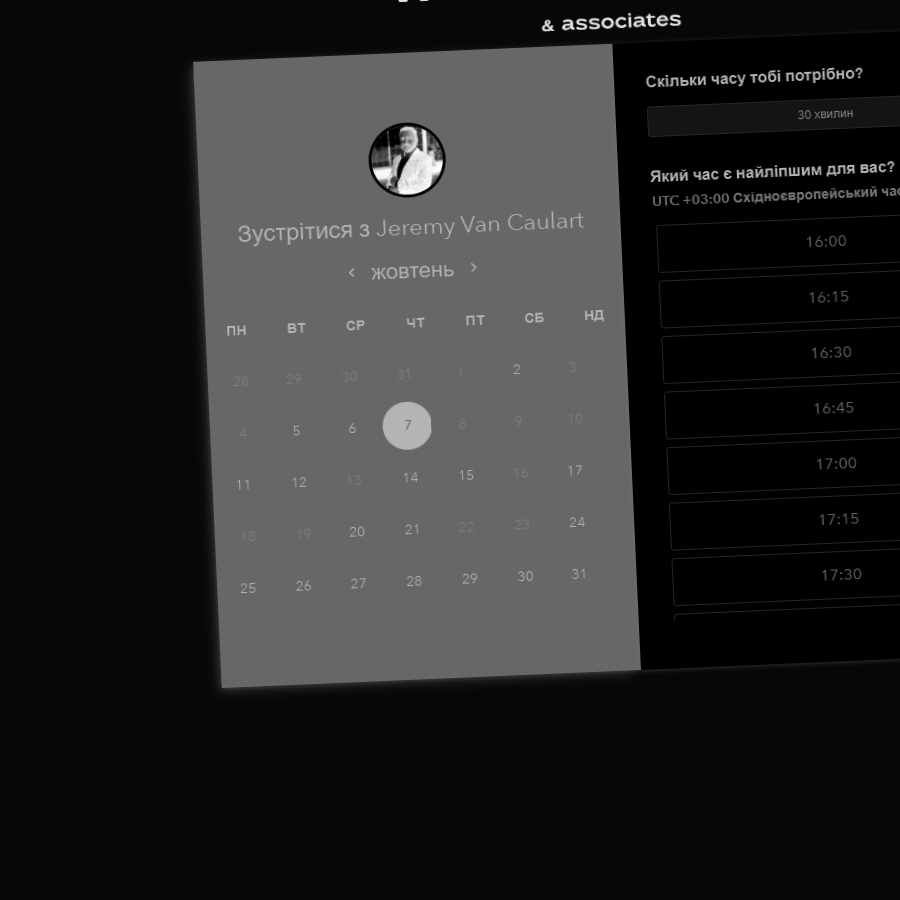 & associates
Зустрітися з Jeremy Van Caulart
жовтень
ПН ВТ СР ЧТ ПТ СБ НД
28 29 30 31 1 2 3
4 5 6 7 8 9 10
11 12 13 14 15 16 17
18 19 20 21 22 23 24
25 26 27 28 29 30 31
Скільки часу тобі потрібно?
30 хвилин
Який час є найліпшим для вас?
UTC +03:00 Східноєвропейський
16:00
16:15
16:30
16:45
17:00
17:15
17:30